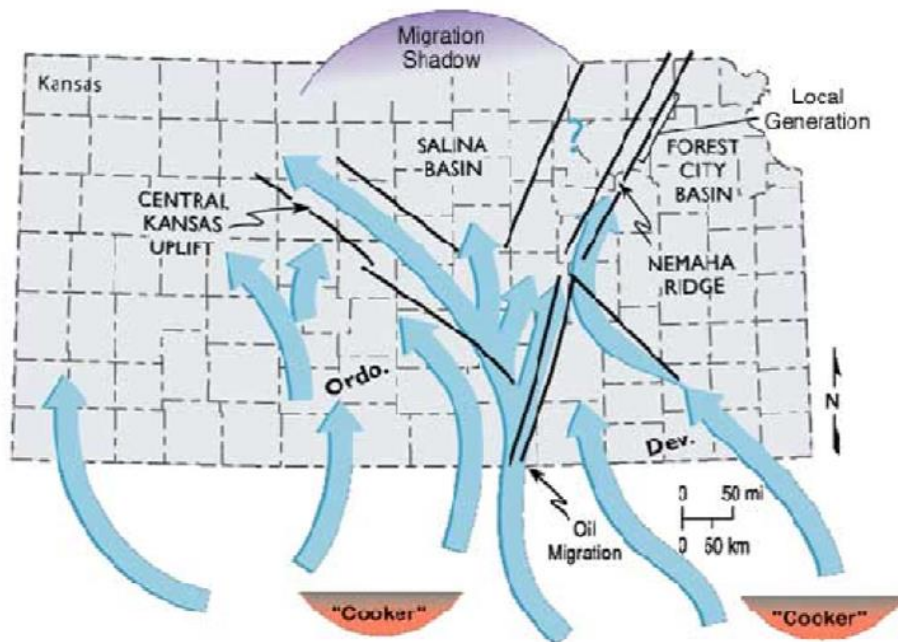 Migration
Shadow
Kansas
Local
Generation
SALINA
BASIN
?
FOREST
CITY
BASIN
CENTRAL
KANSAS
UPLIFT
NEMAHA
RIDGE
Ordo.
Dev.
N
Oil
Migration
0 50 mi
0 50 km
"Cooker"
"Cooker"